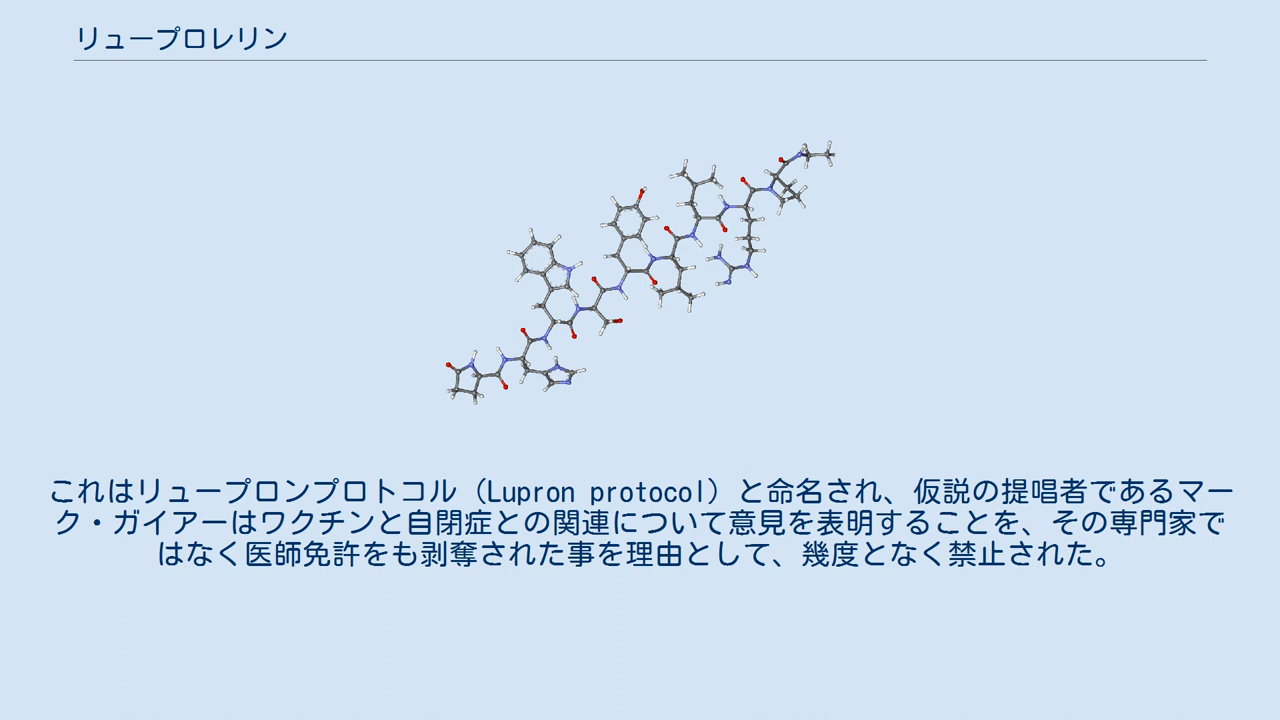 リュープロレリン
これはリュープロンプロトコル（Lupron protocol）と命名され、仮説の提唱者であるマー
ク・ガイアーはワクチンと自閉症との関連について意見を表明することを、その専門家で
はなく医師免許をも剥奪された事を理由として、幾度となく禁止された。